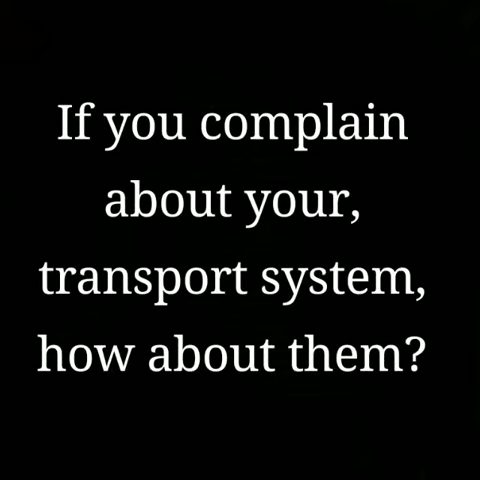 If you complain
about your,
transport system,
how about them?